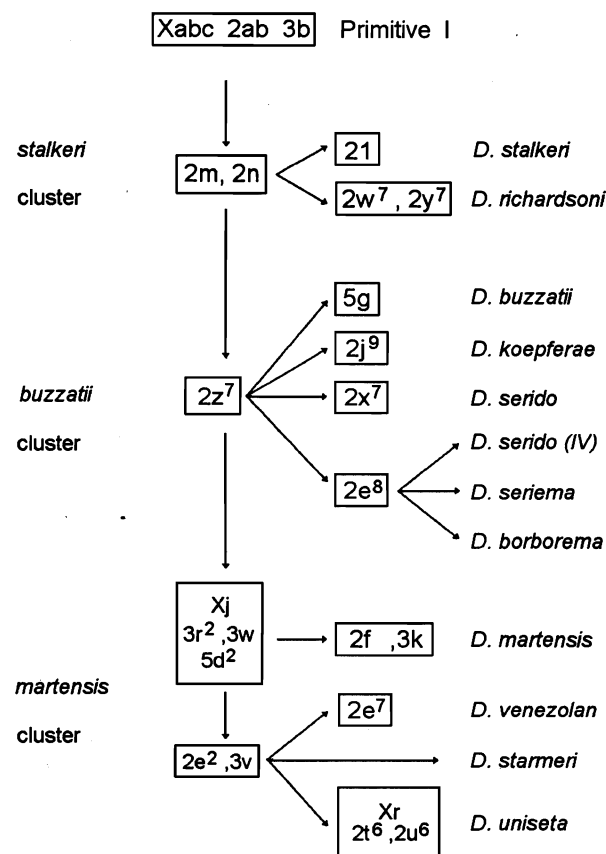 Xabc 2ab 3b Primitive I
stalkeri
cluster
2m, 2n
21 D. stalkeri
2w⁷ , 2y⁷ D. richardsoni
5g D. buzzatii
2j⁹ D. koepferae
buzzatii
cluster
2z⁷
2x⁷ D. serido
D. serido (IV)
2e⁸ D. seriema
D. borborema
Xj
3r² ,3w
5d²
2f ,3k D. martensis
martensis
cluster
2e⁷ D. venezolan
2e² ,3v D. starmeri
Xr
2t⁶ ,2u⁶
D. uniseta